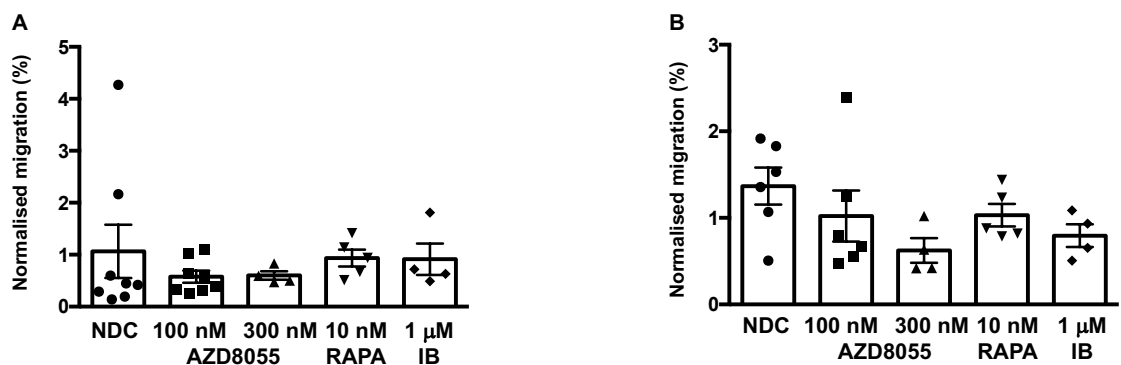 A
Normalised migration (%)
5
4
3
2
1
0
NDC 100 nM 300 nM 10 nM 1 μM
AZD8055 RAPA IB
B
Normalised migration (%)
3
2
1
0
NDC 100 nM 300 nM 10 nM 1 μM
AZD8055 RAPA IB